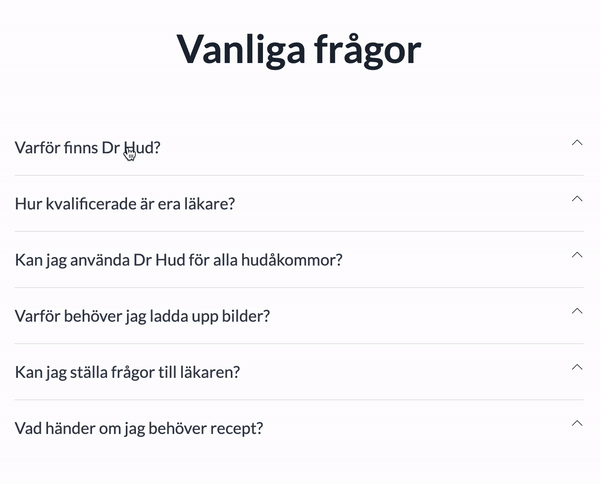 Vanliga frågor
Varför finns Dr Hud?
Hur kvalificerade är era läkare?
Kan jag använda Dr Hud för alla hudåkommor?
Varför behöver jag ladda upp bilder?
Kan jag ställa frågor till läkaren?
Vad händer om jag behöver recept?